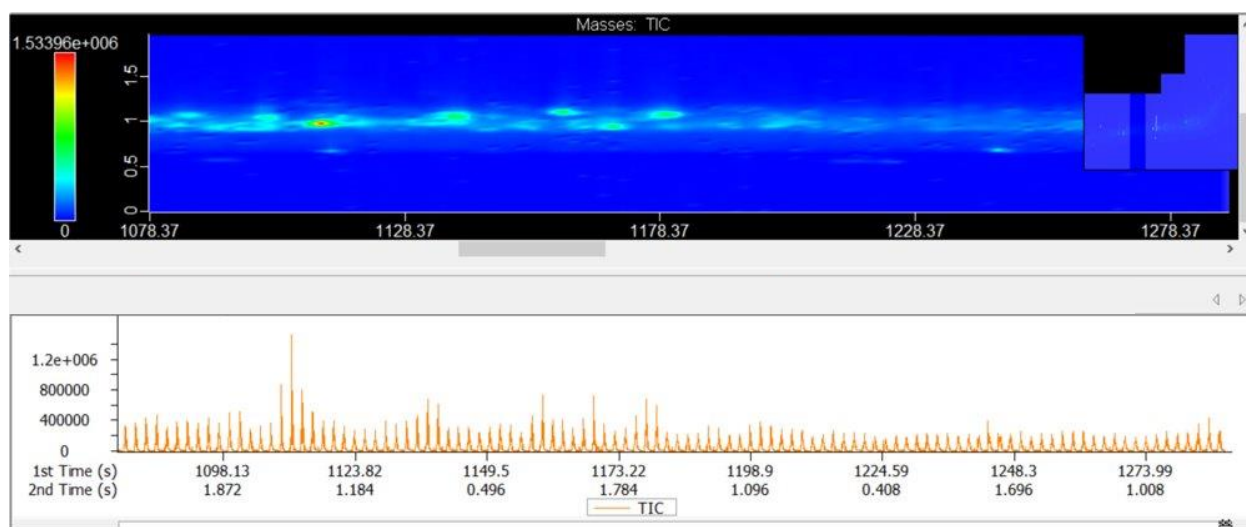 Masses: TIC
1.53396e+006
0
1.5
1
0.5
0
1078.37 1128.37 1178.37 1228.37 1278.37
1.2e+006
800000
400000
0
1st Time (s) 1098.13 1123.82 1149.5 1173.22 1198.9 1224.59 1248.3 1273.99
2nd Time (s) 1.872 1.184 0.496 1.784 1.096 0.408 1.696 1.008
TIC